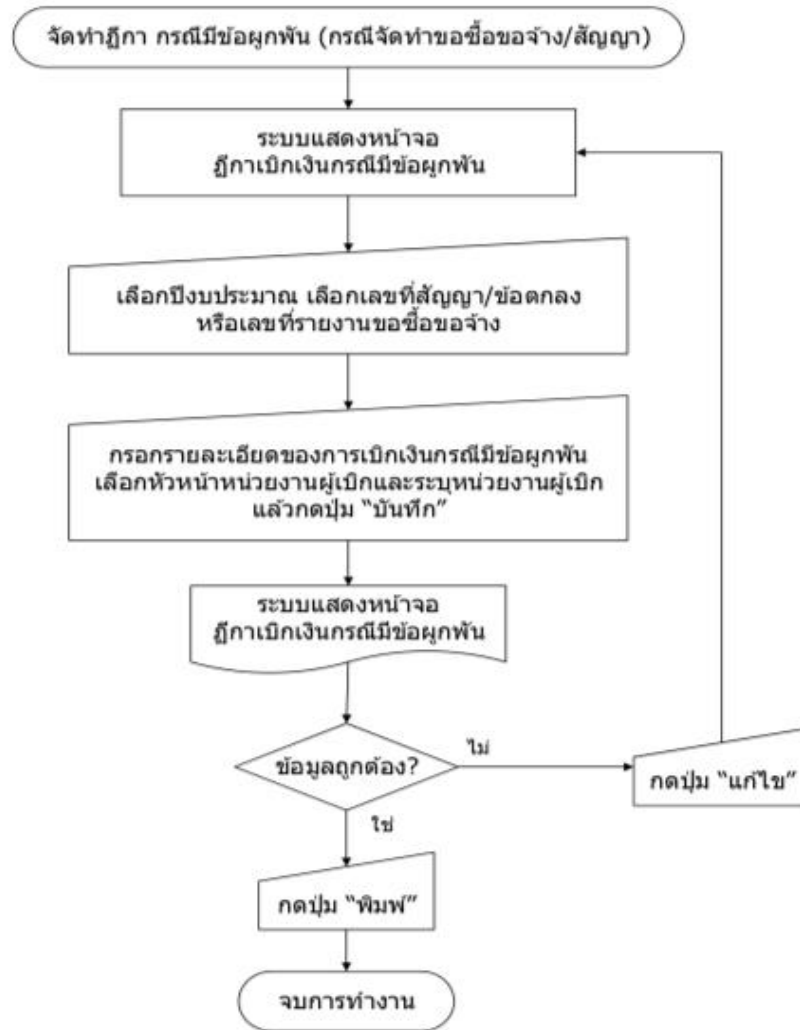 จัดทำฎีกา กรณีมีข้อผูกพัน (กรณีจัดทำขอซื้อขอจ้าง/สัญญา)
ระบบแสดงหน้าจอ
ฎีกาเบิกเงินกรณีมีข้อผูกพัน
เลือกปีงบประมาณ เลือกเลขที่สัญญา/ข้อตกลง
หรือเลขที่รายงานขอซื้อขอจ้าง
กรอกรายละเอียดของการเบิกเงินกรณีมีข้อผูกพัน
เลือกหัวหน้าหน่วยงานผู้เบิกและระบุหน่วยงานผู้เบิก
แล้วกดปุ่ม “บันทึก”
ระบบแสดงหน้าจอ
ฎีกาเบิกเงินกรณีมีข้อผูกพัน
ข้อมูลถูกต้อง?
ไม่
กดปุ่ม “แก้ไข”
ใช่
กดปุ่ม “พิมพ์”
จบการทำงาน